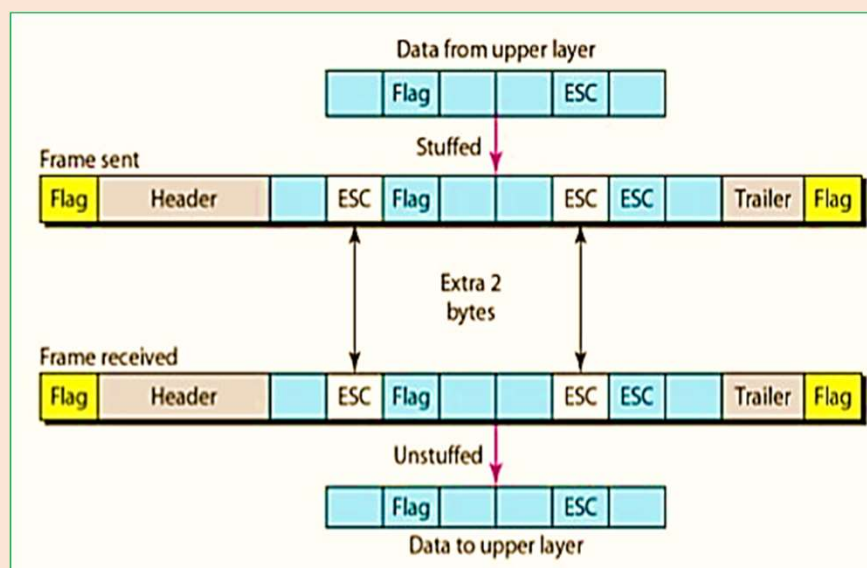 Data from upper layer
Flag ESC
Stuffed
Frame sent
Flag Header ESC Flag ESC ESC Trailer Flag
Extra 2
bytes
Frame received
Flag Header ESC Flag ESC ESC Trailer Flag
Unstuffed
Flag ESC
Data to upper layer